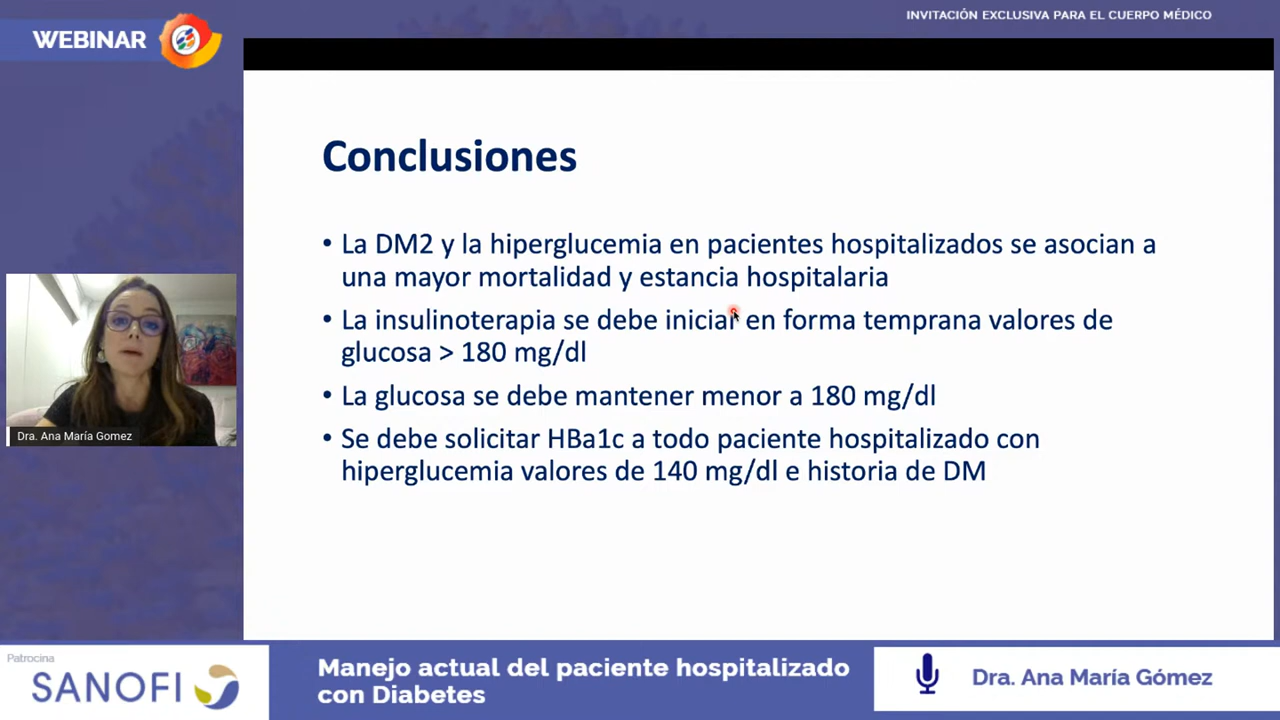 INVITACIÓN EXCLUSIVA PARA EL CUERPO MÉDICO
WEBINAR
Conclusiones
• La DM2 y la hiperglucemia en pacientes hospitalizados se asocian a
una mayor mortalidad y estancia hospitalaria
• La insulinoterapia se debe iniciar en forma temprana valores de
glucosa > 180 mg/dl
• La glucosa se debe mantener menor a 180 mg/dl
• Se debe solicitar HBa1c a todo paciente hospitalizado con
hiperglucemia valores de 140 mg/dl e historia de DM
Dra. Ana María Gomez
Patrocina
SANOFI
Manejo actual del paciente hospitalizado
con Diabetes
Dra. Ana María Gómez